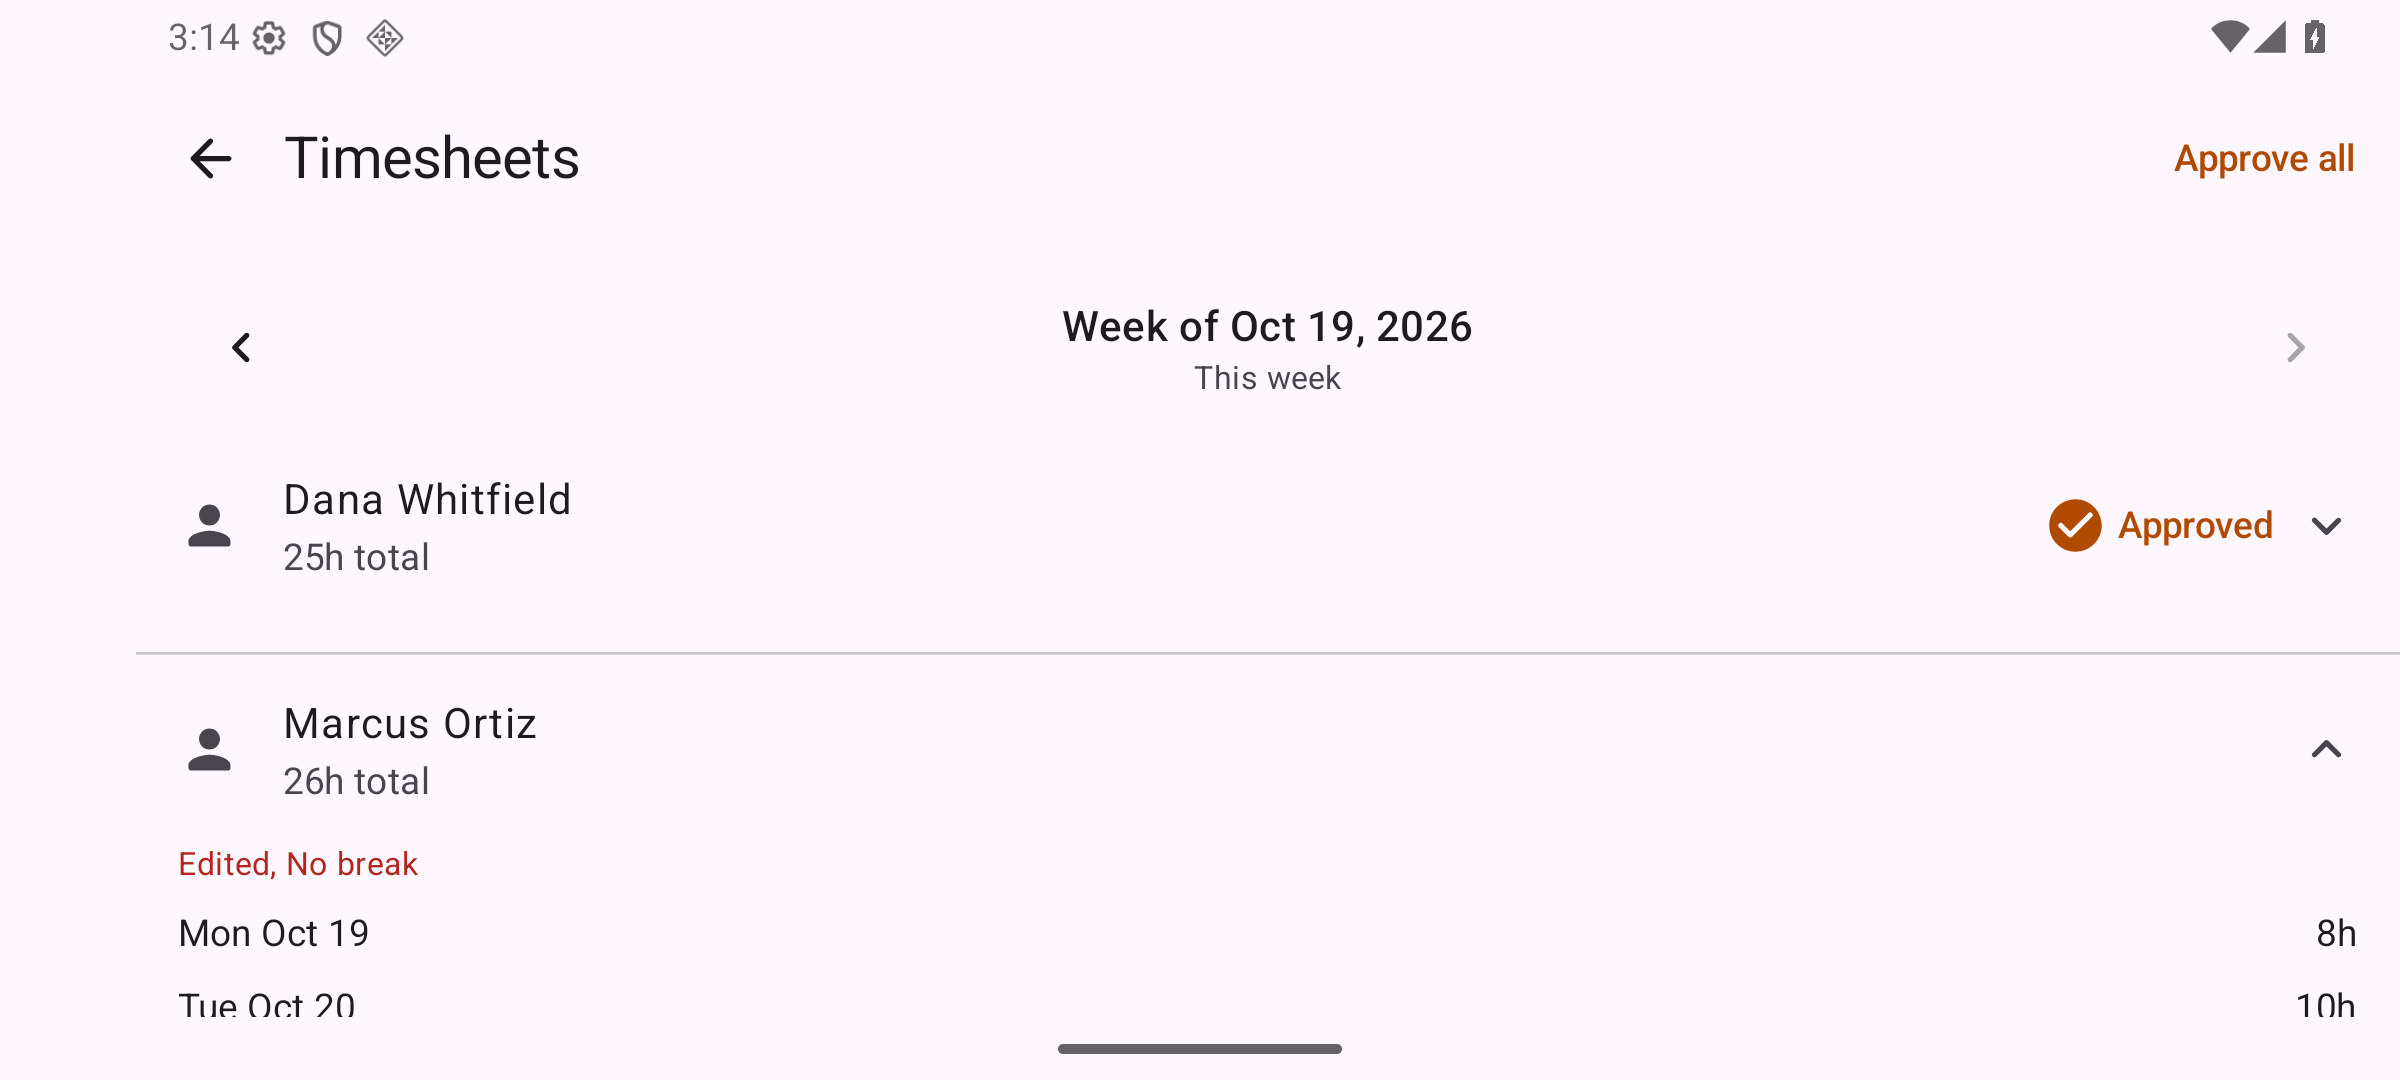 3:14
Timesheets
Approve all
Week of Oct 19, 2026
This week
Dana Whitfield
25h total
Approved
Marcus Ortiz
26h total
Edited, No break
Mon Oct 19
8h
Tue Oct 20
10h